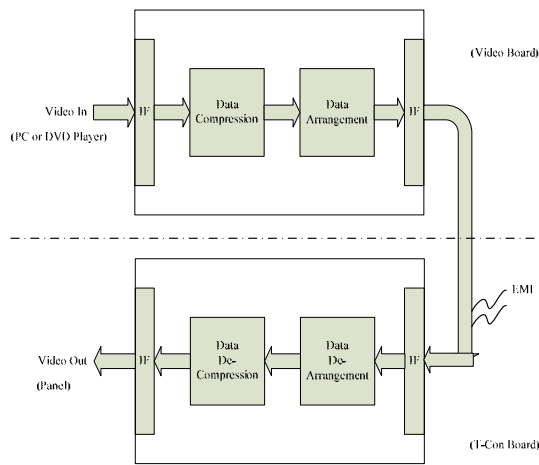 (Video Board)
Video In
(PC or DVD Player)
IF
Data
Compression
Data
Arrangement
IF
EMI
Video Out
(Panel)
IF
Data
De-
Compression
Data
De-
Arrangement
IF
(T-Con Board)